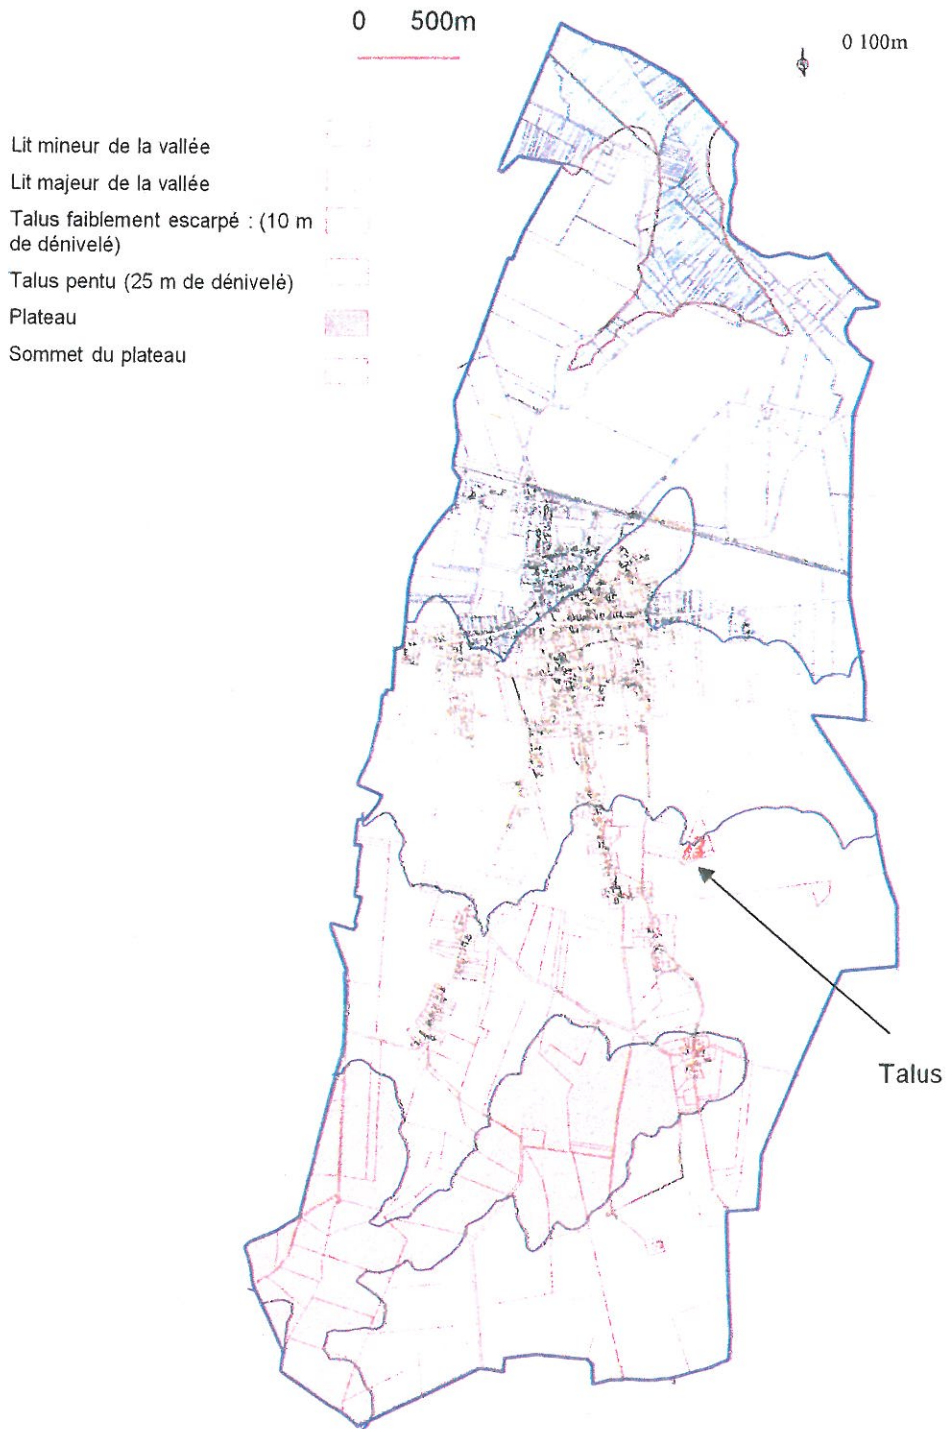 0 500m
0 100m
Lit mineur de la vallée
Lit majeur de la vallée
Talus faiblement escarpé : (10 m
de dénivelé)
Talus pentu (25 m de dénivelé)
Plateau
Sommet du plateau
Talus